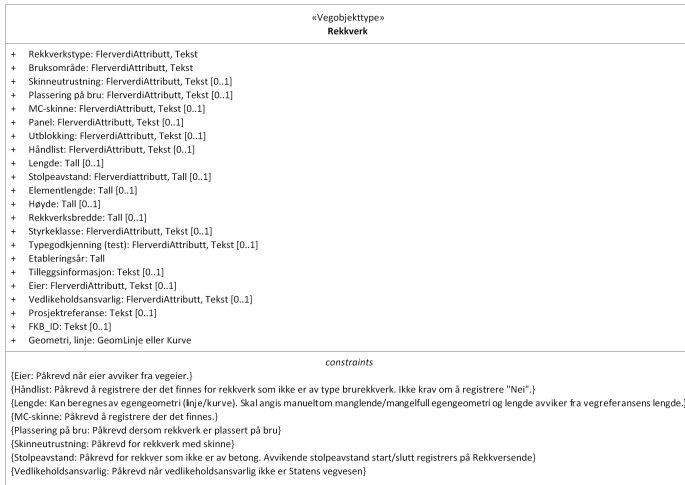 «Vegobjekttype»
Rekkverk
+ Rekkverkstype: FlerverdiAttributt, Tekst
+ Bruksområde: FlerverdiAttributt, Tekst
+ Skinneutrustning: FlerverdiAttributt, Tekst [0..1]
+ Plassering på bru: FlerverdiAttributt, Tekst [0..1]
+ MC-skinne: FlerverdiAttributt, Tekst [0..1]
+ Panel: FlerverdiAttributt, Tekst [0..1]
+ Utblokking: FlerverdiAttributt, Tekst [0..1]
+ Håndlist: FlerverdiAttributt, Tekst [0..1]
+ Lengde: Tall [0..1]
+ Stolpeavstand: FlerverdiAttributt, Tall [0..1]
+ Elementlengde: Tall [0..1]
+ Høyde: Tall [0..1]
+ Rekkverksbredde: Tall [0..1]
+ Styrkeklasse: FlerverdiAttributt, Tekst [0..1]
+ Typegodkjenning (test): FlerverdiAttributt, Tekst [0..1]
+ Etableringsår: Tall
+ Tilleggsinformasjon: Tekst [0..1]
+ Eier: FlerverdiAttributt, Tekst [0..1]
+ Vedlikeholdsansvarlig: FlerverdiAttributt, Tekst [0..1]
+ Prosjektreferanse: Tekst [0..1]
+ FKB_ID: Tekst [0..1]
+ Geometri, linje: GeomLinje eller Kurve
constraints
{Eier: Påkrevd når eier avviker fra vegeier.}
{Håndlist: Påkrevd å registrere der det finnes for rekkverk som ikke er av type brurekkverk. Ikke krav om å registrere "Nei".}
{Lengde: Kan beregnes av egengeometri (linje/kurve). Skal angis manuelt om manglende/mangelfull egengeometri og lengde avviker fra vegreferansens lengde.}
{MC-skinne: Påkrevd å registrere der det finnes.}
{Plassering på bru: Påkrevd dersom rekkverk er plassert på bru}
{Skinneutrustning: Påkrevd for rekkverk med skinne}
{Stolpeavstand: Påkrevd for rekkver som ikke er av betong. Avvikende stolpeavstand start/slutt registrers på Rekkversende}
{Vedlikeholdsansvarlig: Påkrevd når vedlikeholdsansvarlig ikke er Statens vegvesen}